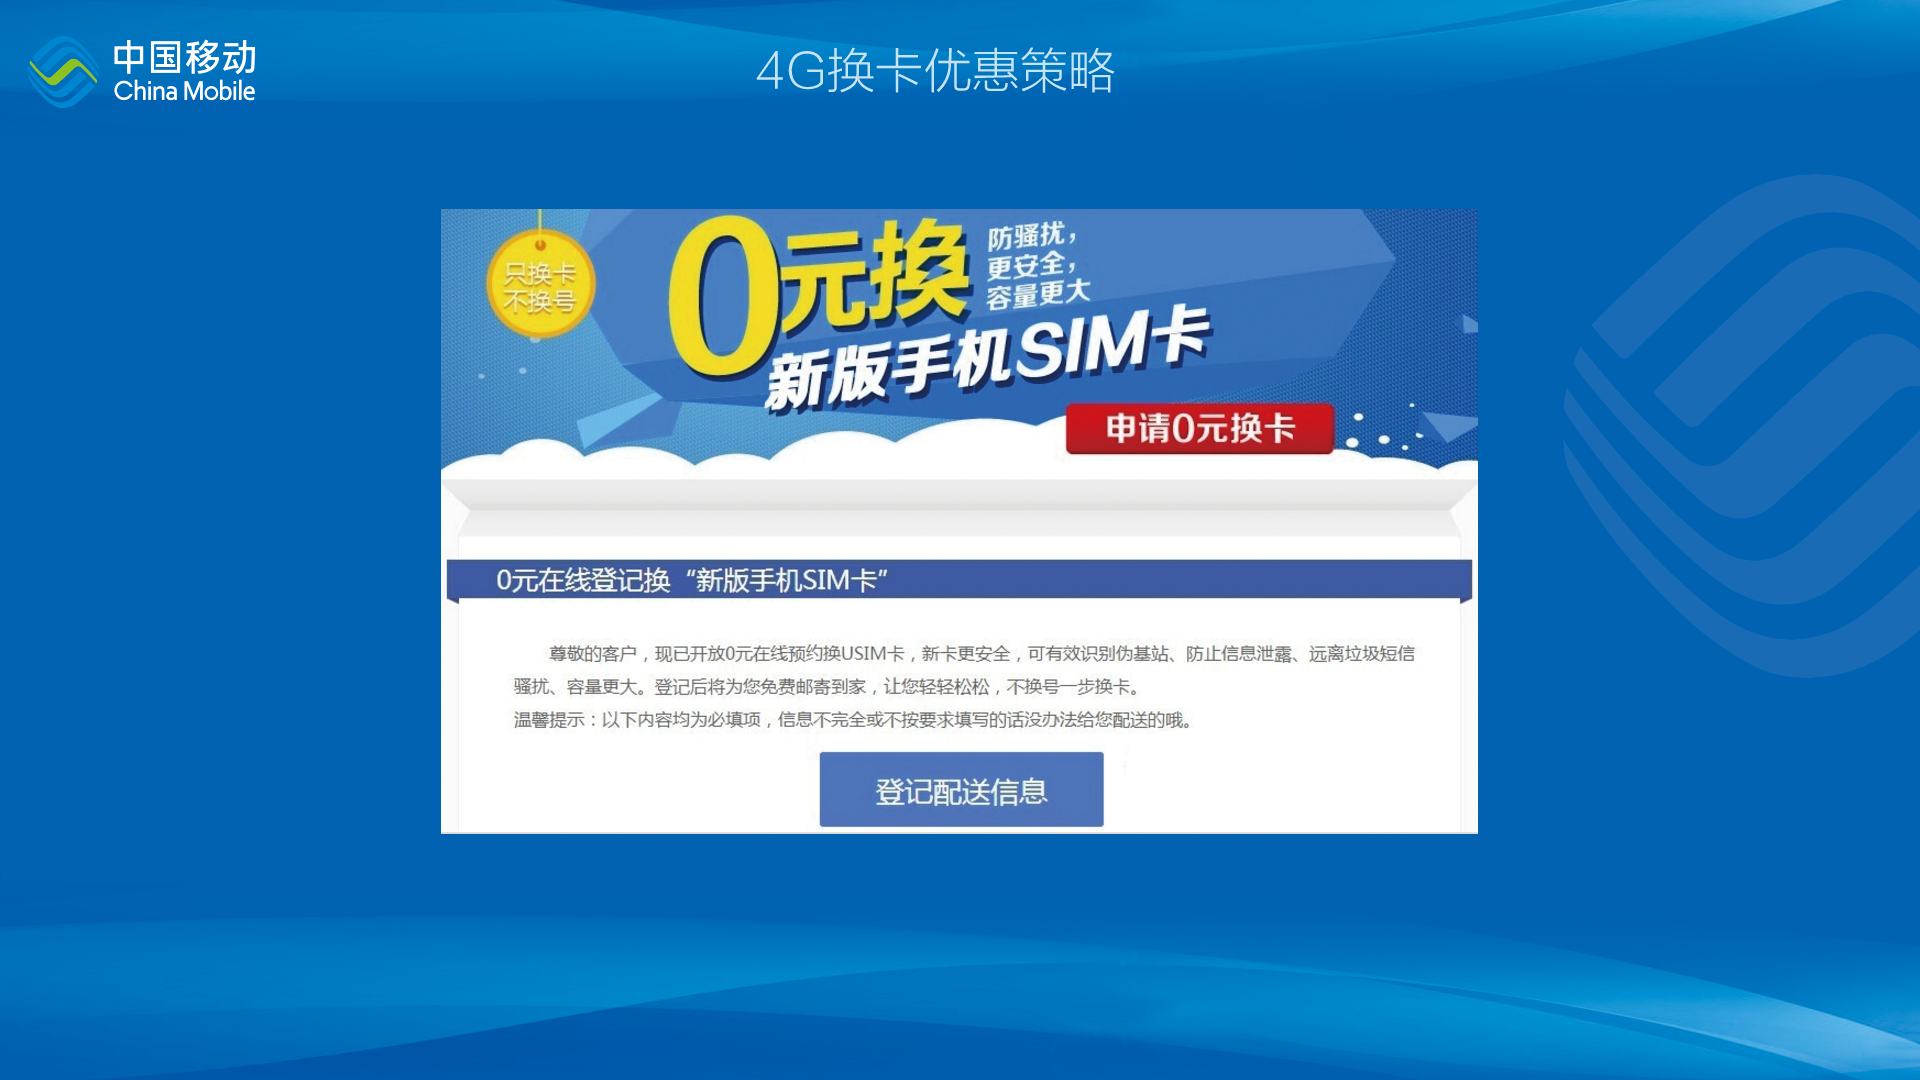 中国移动
China Mobile
4G换卡优惠策略
只换卡
不换号
0元换
防骚扰，
更安全，
容量更大
新版手机SIM卡
申请0元换卡
0元在线登记换“新版手机SIM卡”
尊敬的客户，现已开放0元在线预约换USIM卡，新卡更安全，可有效识别伪基站、防止信息泄露、远离垃圾短信
骚扰、容量更大。登记后将为您免费邮寄到家，让您轻轻松松，不换号一步换卡。
温馨提示：以下内容均为必填项，信息不完全或不按要求填写的话没办法给您配送的哦。
登记配送信息